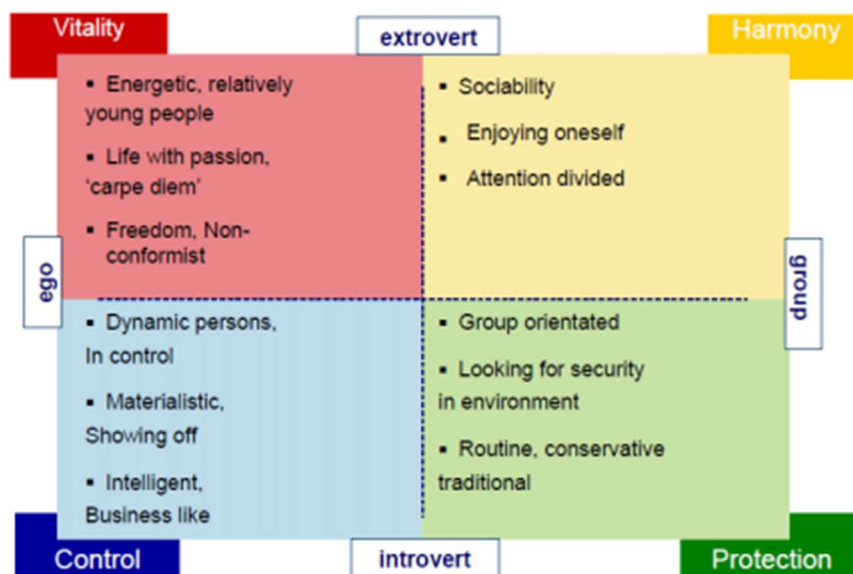 Vitality
extrovert
Harmony
▪ Energetic, relatively
young people
▪ Life with passion,
‘carpe diem’
▪ Freedom, Non-
conformist
▪ Sociability
▪ Enjoying oneself
▪ Attention divided
ego
group
▪ Dynamic persons,
In control
▪ Materialistic,
Showing off
▪ Intelligent,
Business like
▪ Group orientated
▪ Looking for security
in environment
▪ Routine, conservative
traditional
Control
introvert
Protection